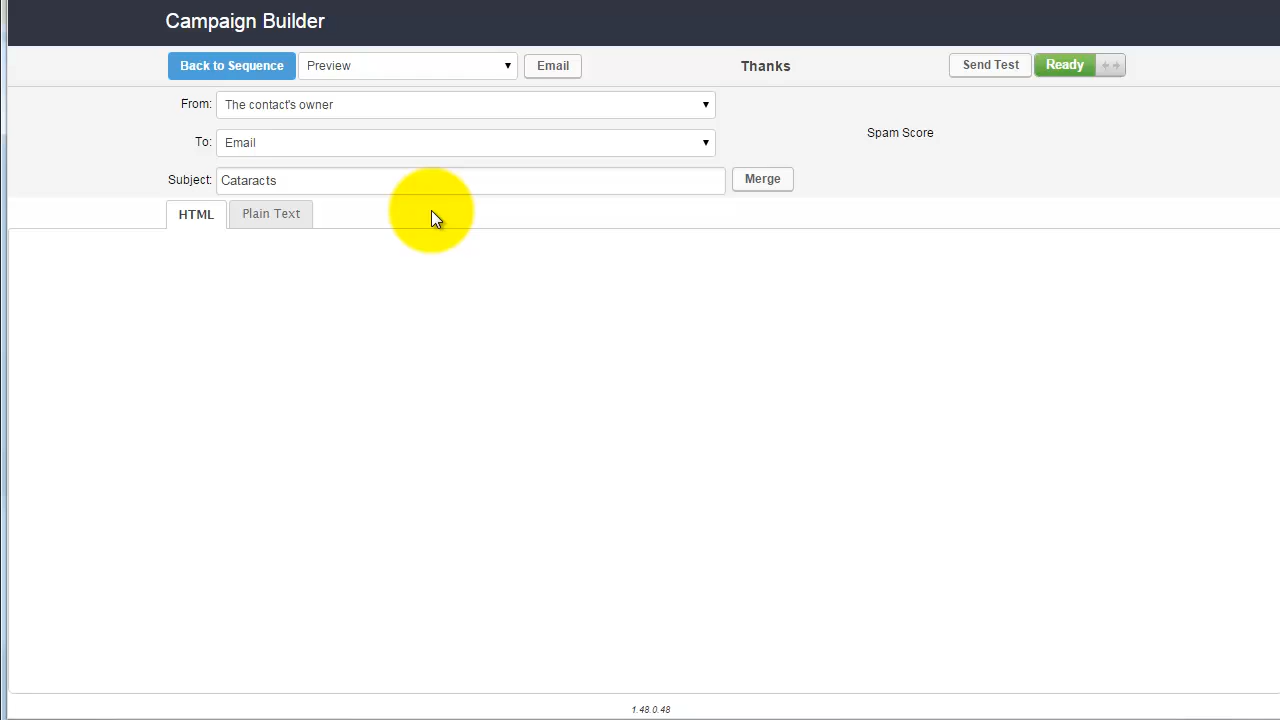 Campaign Builder
Back to Sequence Preview Email Thanks Send Test Ready
From: The contact's owner
Spam Score
To: Email
Subject: Cataracts Merge
HTML Plain Text
1.48.0.48